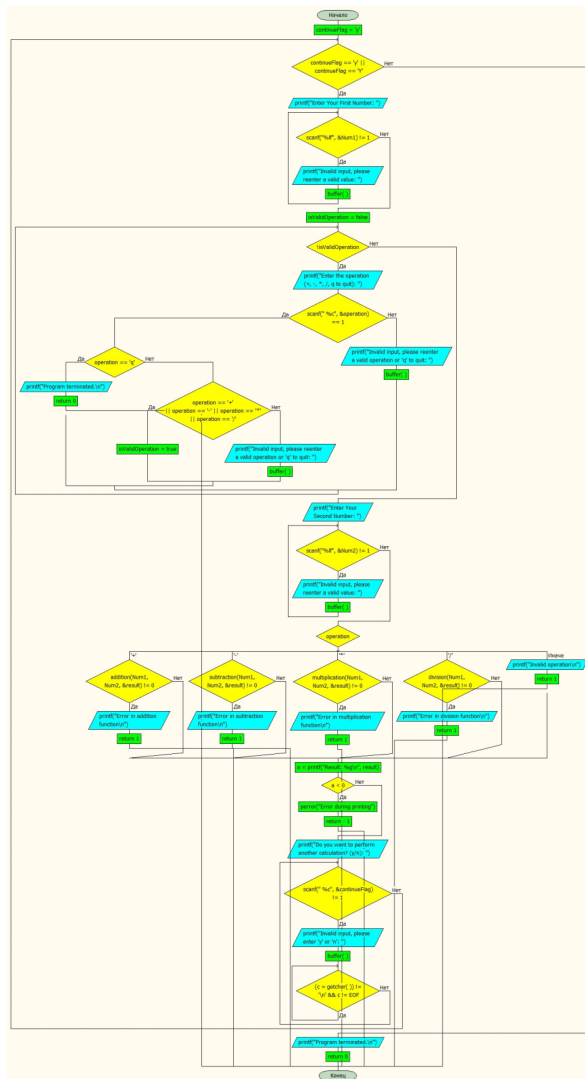 Начало
continueFlag = 'y'
continueFlag == 'y' ||
continueFlag == 'Y'
Нет
Да
printf("Enter Your First Number: ")
scanf("%lf", &Num1) != 1
Нет
Да
printf("Invalid input, please
reenter a valid value: ")
buffer( )
isValidOperation = false
!isValidOperation
Нет
Да
printf("Enter the operation
(+, -, *, /, q to quit): ")
scanf(" %c", &operation)
== 1
Да
Нет
operation == 'q'
Да
Нет
printf("Invalid input, please reenter
a valid operation or 'q' to quit: ")
buffer( )
printf("Program terminated.\n")
return 0
operation == '+'
|| operation == '-' || operation == '*'
|| operation == '/'
Да
Нет
isValidOperation = true
printf("Invalid input, please reenter
a valid operation or 'q' to quit: ")
buffer( )
printf("Enter Your
Second Number: ")
scanf("%lf", &Num2) != 1
Нет
Да
printf("Invalid input, please
reenter a valid value: ")
buffer( )
operation
'+'
'-'
'*'
'/'
Иначе
addition(Num1,
Num2, &result) != 0
Нет
subtraction(Num1,
Num2, &result) != 0
Нет
multiplication(Num1,
Num2, &result) != 0
Нет
division(Num1,
Num2, &result) != 0
Нет
printf("Invalid operation\n")
return 1
Да
Да
Да
Да
printf("Error in addition
function\n")
return 1
printf("Error in subtraction
function\n")
return 1
printf("Error in multiplication
function\n")
return 1
printf("Error in division function\n")
return 1
a = printf("Result: %g\n", result)
a < 0
Нет
Да
perror("Error during printing")
return - 1
printf("Do you want to perform
another calculation? (y/n): ")
scanf(" %c", &continueFlag)
!= 1
Нет
Да
printf("Invalid input, please
enter 'y' or 'n': ")
buffer( )
(c = getchar( )) !=
'\n' && c != EOF
Нет
Да
printf("Program terminated.\n")
return 0
Конец